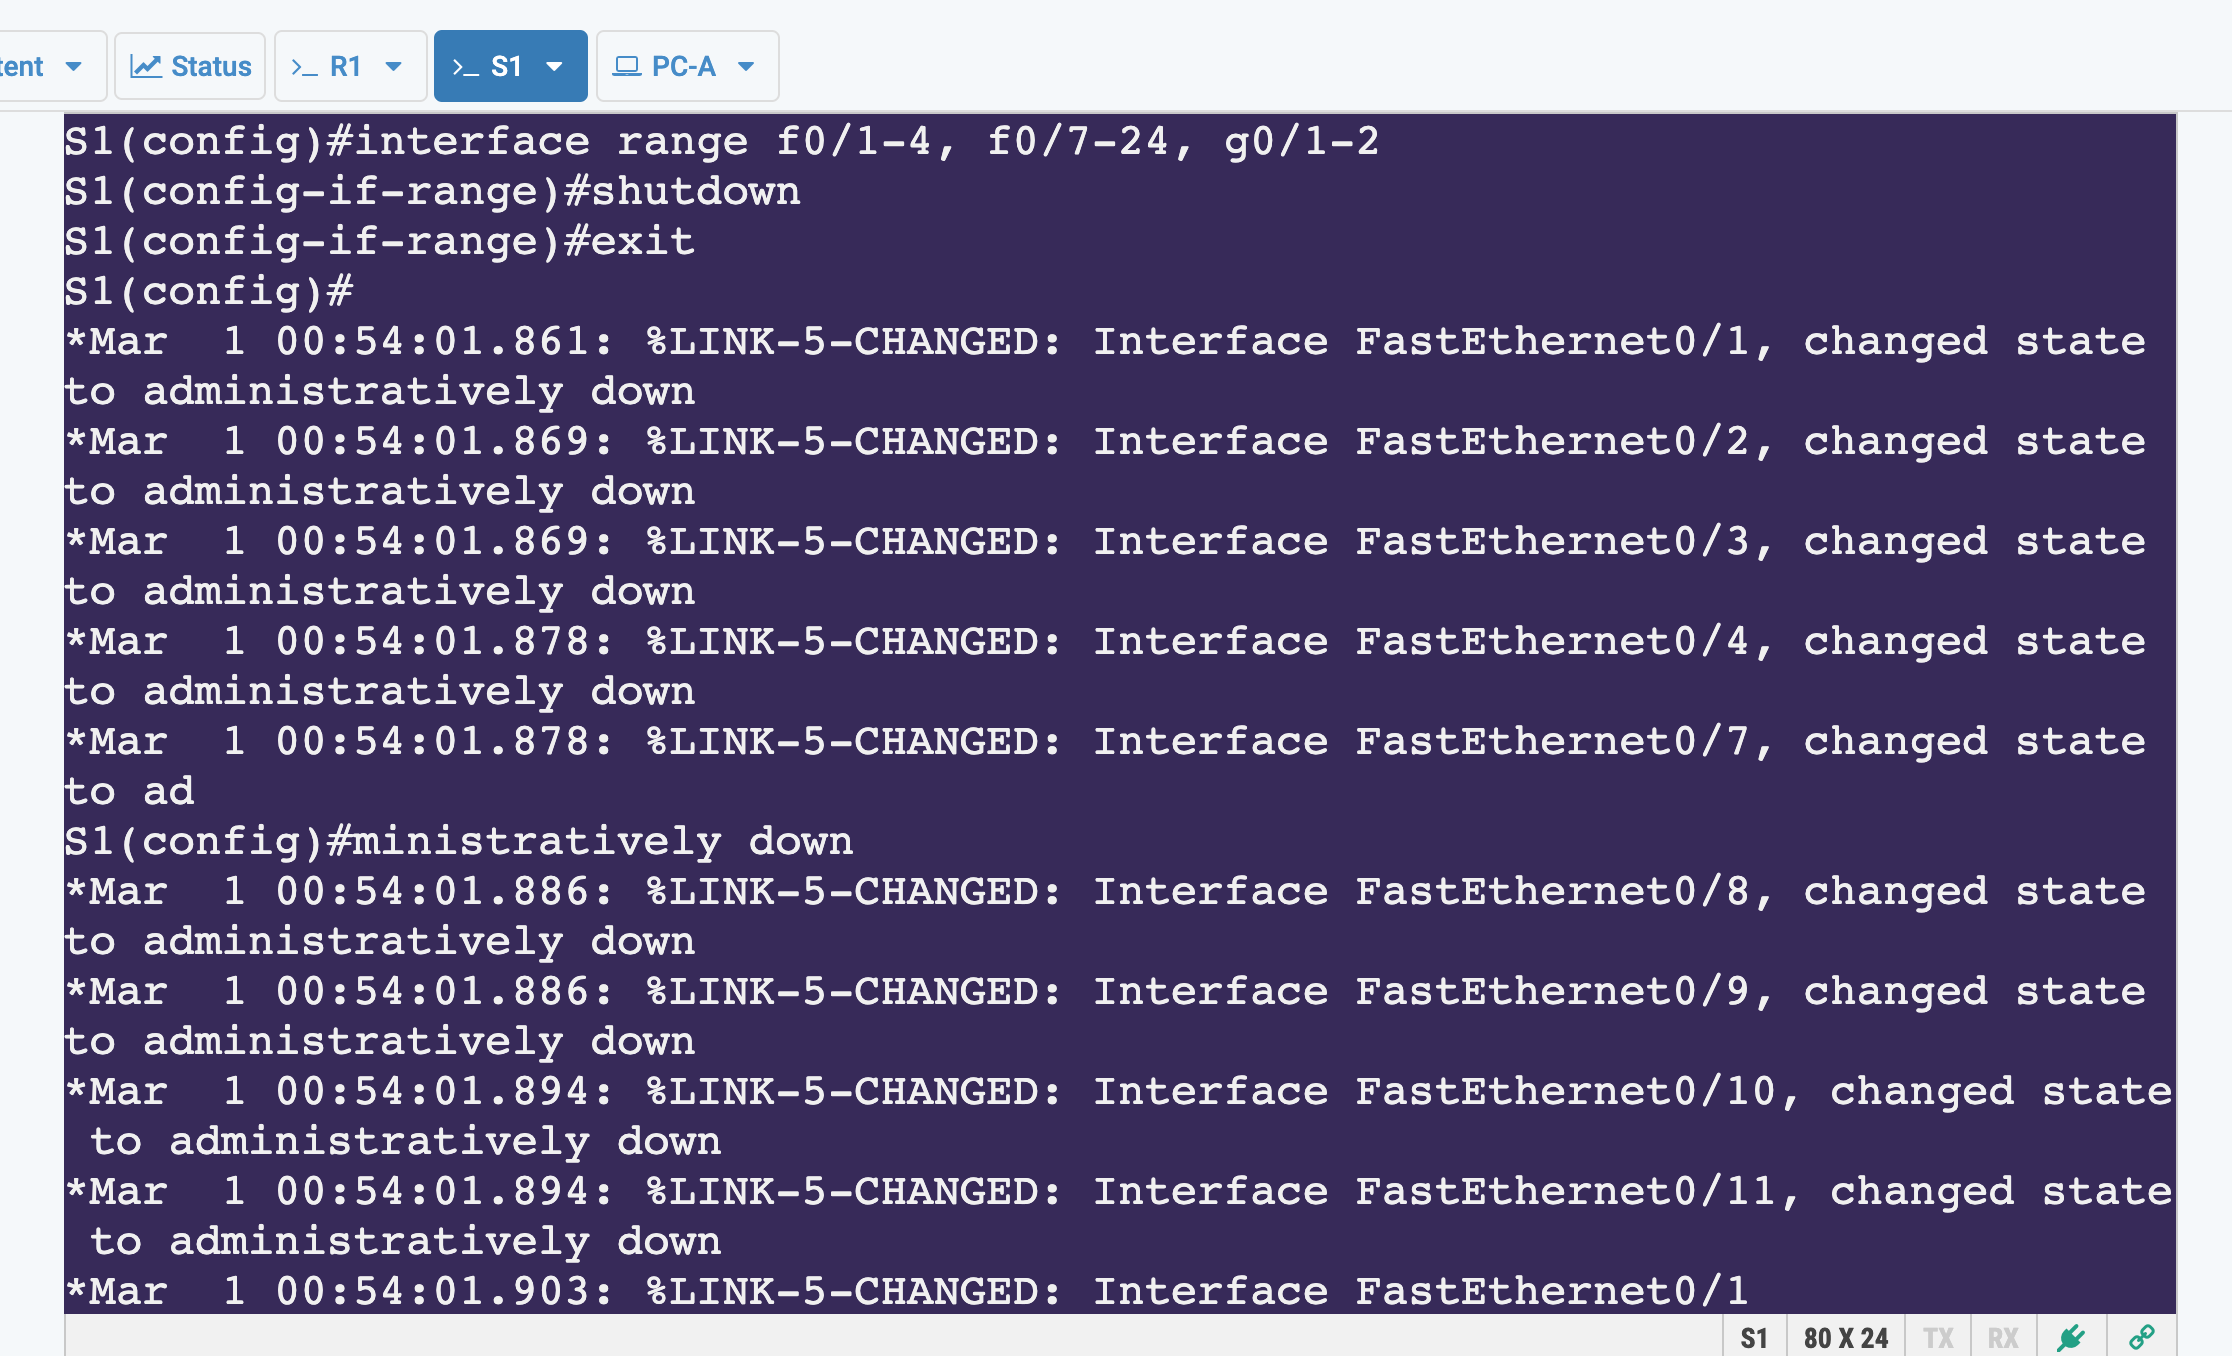 tent
Status
>_ R1
>_ S1
PC-A
S1(config)#interface range f0/1-4, f0/7-24, g0/1-2
S1(config-if-range)#shutdown
S1(config-if-range)#exit
S1(config)#
*Mar  1 00:54:01.861: %LINK-5-CHANGED: Interface FastEthernet0/1, changed state
to administratively down
*Mar  1 00:54:01.869: %LINK-5-CHANGED: Interface FastEthernet0/2, changed state
to administratively down
*Mar  1 00:54:01.869: %LINK-5-CHANGED: Interface FastEthernet0/3, changed state
to administratively down
*Mar  1 00:54:01.878: %LINK-5-CHANGED: Interface FastEthernet0/4, changed state
to administratively down
*Mar  1 00:54:01.878: %LINK-5-CHANGED: Interface FastEthernet0/7, changed state
to ad
S1(config)#ministratively down
*Mar  1 00:54:01.886: %LINK-5-CHANGED: Interface FastEthernet0/8, changed state
to administratively down
*Mar  1 00:54:01.886: %LINK-5-CHANGED: Interface FastEthernet0/9, changed state
to administratively down
*Mar  1 00:54:01.894: %LINK-5-CHANGED: Interface FastEthernet0/10, changed state
 to administratively down
*Mar  1 00:54:01.894: %LINK-5-CHANGED: Interface FastEthernet0/11, changed state
 to administratively down
*Mar  1 00:54:01.903: %LINK-5-CHANGED: Interface FastEthernet0/1
S1
80 X 24
TX
RX